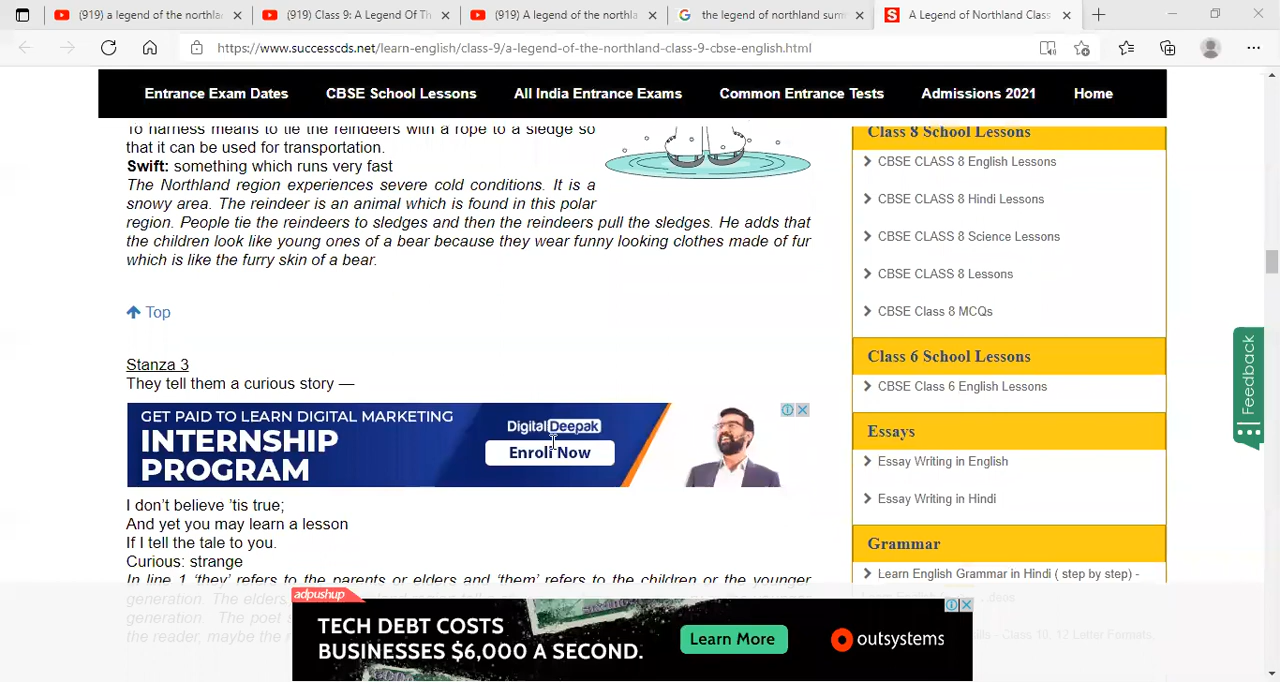 (919) a legend of the northla
(919) Class 9: A Legend Of Th
(919) A legend of the northla
the legend of northland sum
A Legend of Northland Class
https://www.successcds.net/learn-english/class-9/a-legend-of-the-northland-class-9-cbse-english.html
Entrance Exam Dates
CBSE School Lessons
All India Entrance Exams
Common Entrance Tests
Admissions 2021
Home
To harness means to tie the reindeers with a rope to a sledge so
that it can be used for transportation.
Swift: something which runs very fast
The Northland region experiences severe cold conditions. It is a
snowy area. The reindeer is an animal which is found in this polar
region. People tie the reindeers to sledges and then the reindeers pull the sledges. He adds that
the children look like young ones of a bear because they wear funny looking clothes made of fur
which is like the furry skin of a bear.
Top
Stanza 3
They tell them a curious story —
GET PAID TO LEARN DIGITAL MARKETING
INTERNSHIP
PROGRAM
DigitalDeepak
Enroll Now
I don't believe 'tis true;
And yet you may learn a lesson
If I tell the tale to you.
Curious: strange
In line 1 'they' refers to the parents or elders and 'them' refers to the children or the younger
generation. The elders
generation. The poet s
the reader, maybe the r
Class 8 School Lessons
CBSE CLASS 8 English Lessons
CBSE CLASS 8 Hindi Lessons
CBSE CLASS 8 Science Lessons
CBSE CLASS 8 Lessons
CBSE Class 8 MCQs
Class 6 School Lessons
CBSE Class 6 English Lessons
Essays
Essay Writing in English
Essay Writing in Hindi
Grammar
Learn English Grammar in Hindi ( step by step) -
- Class 10, 12 Letter Formats.
Feedback
adpushup
TECH DEBT COSTS
BUSINESSES $6,000 A SECOND.
Learn More
outsystems